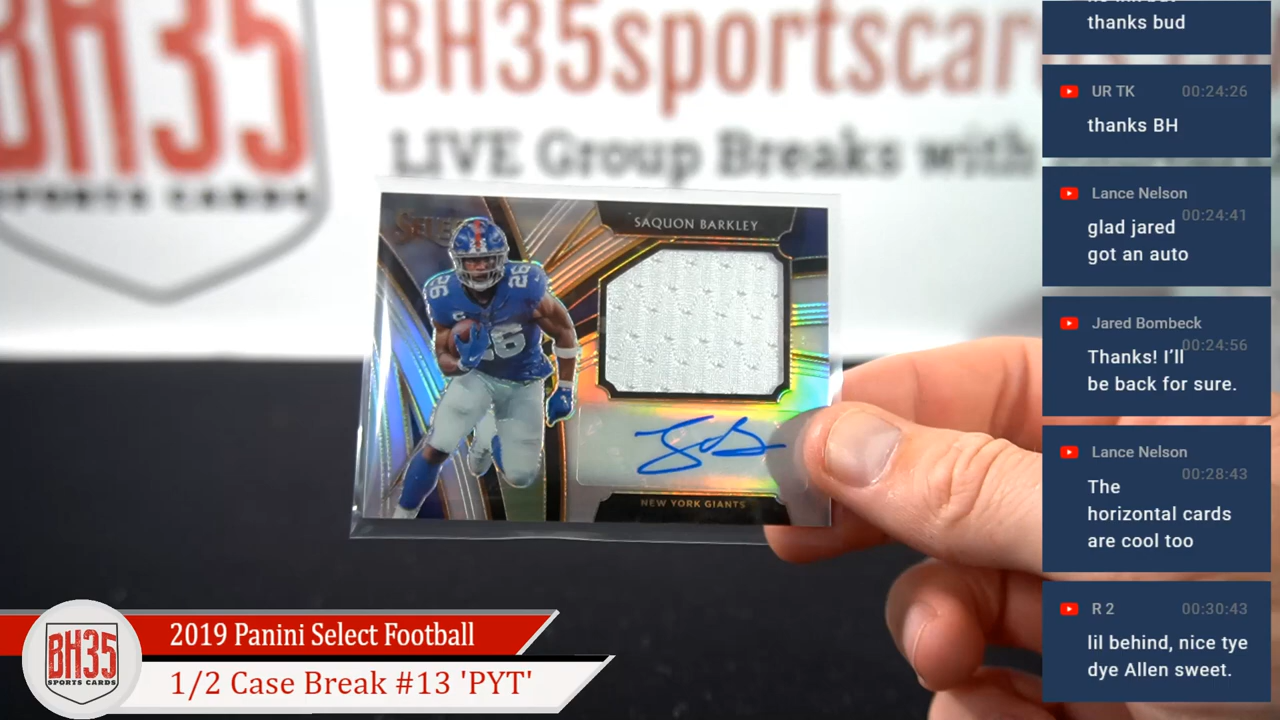 BH35
SPORTS CARDS
BH35sportscar
LIVE Group Breaks with
SELECT
SAQUON BARKLEY
26
26
26
NEW YORK GIANTS
thanks bud
UR TK 00:24:26
thanks BH
Lance Nelson
00:24:41
glad jared
got an auto
Jared Bombeck
00:24:56
Thanks! I'll
be back for sure.
Lance Nelson
00:28:43
The
horizontal cards
are cool too
R 2 00:30:43
lil behind, nice tye
dye Allen sweet.
BH35
SPORTS CARDS
2019 Panini Select Football
1/2 Case Break #13 'PYT'